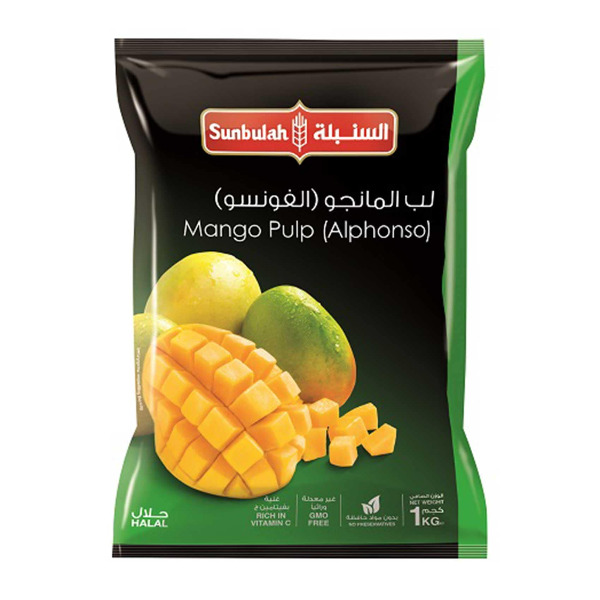 Sunbulah السنبلة
لب المانجو (الفونسو)
Mango Pulp (Alphonso)
حلال
HALAL
غنية
بفيتامين ج
RICH IN
VITAMIN C
غير معدلة
وراثياً
GMO
FREE
بدون مواد حافظة
NO PRESERVATIVES
الوزن الصافي
NET WEIGHT
1 كجم
KG